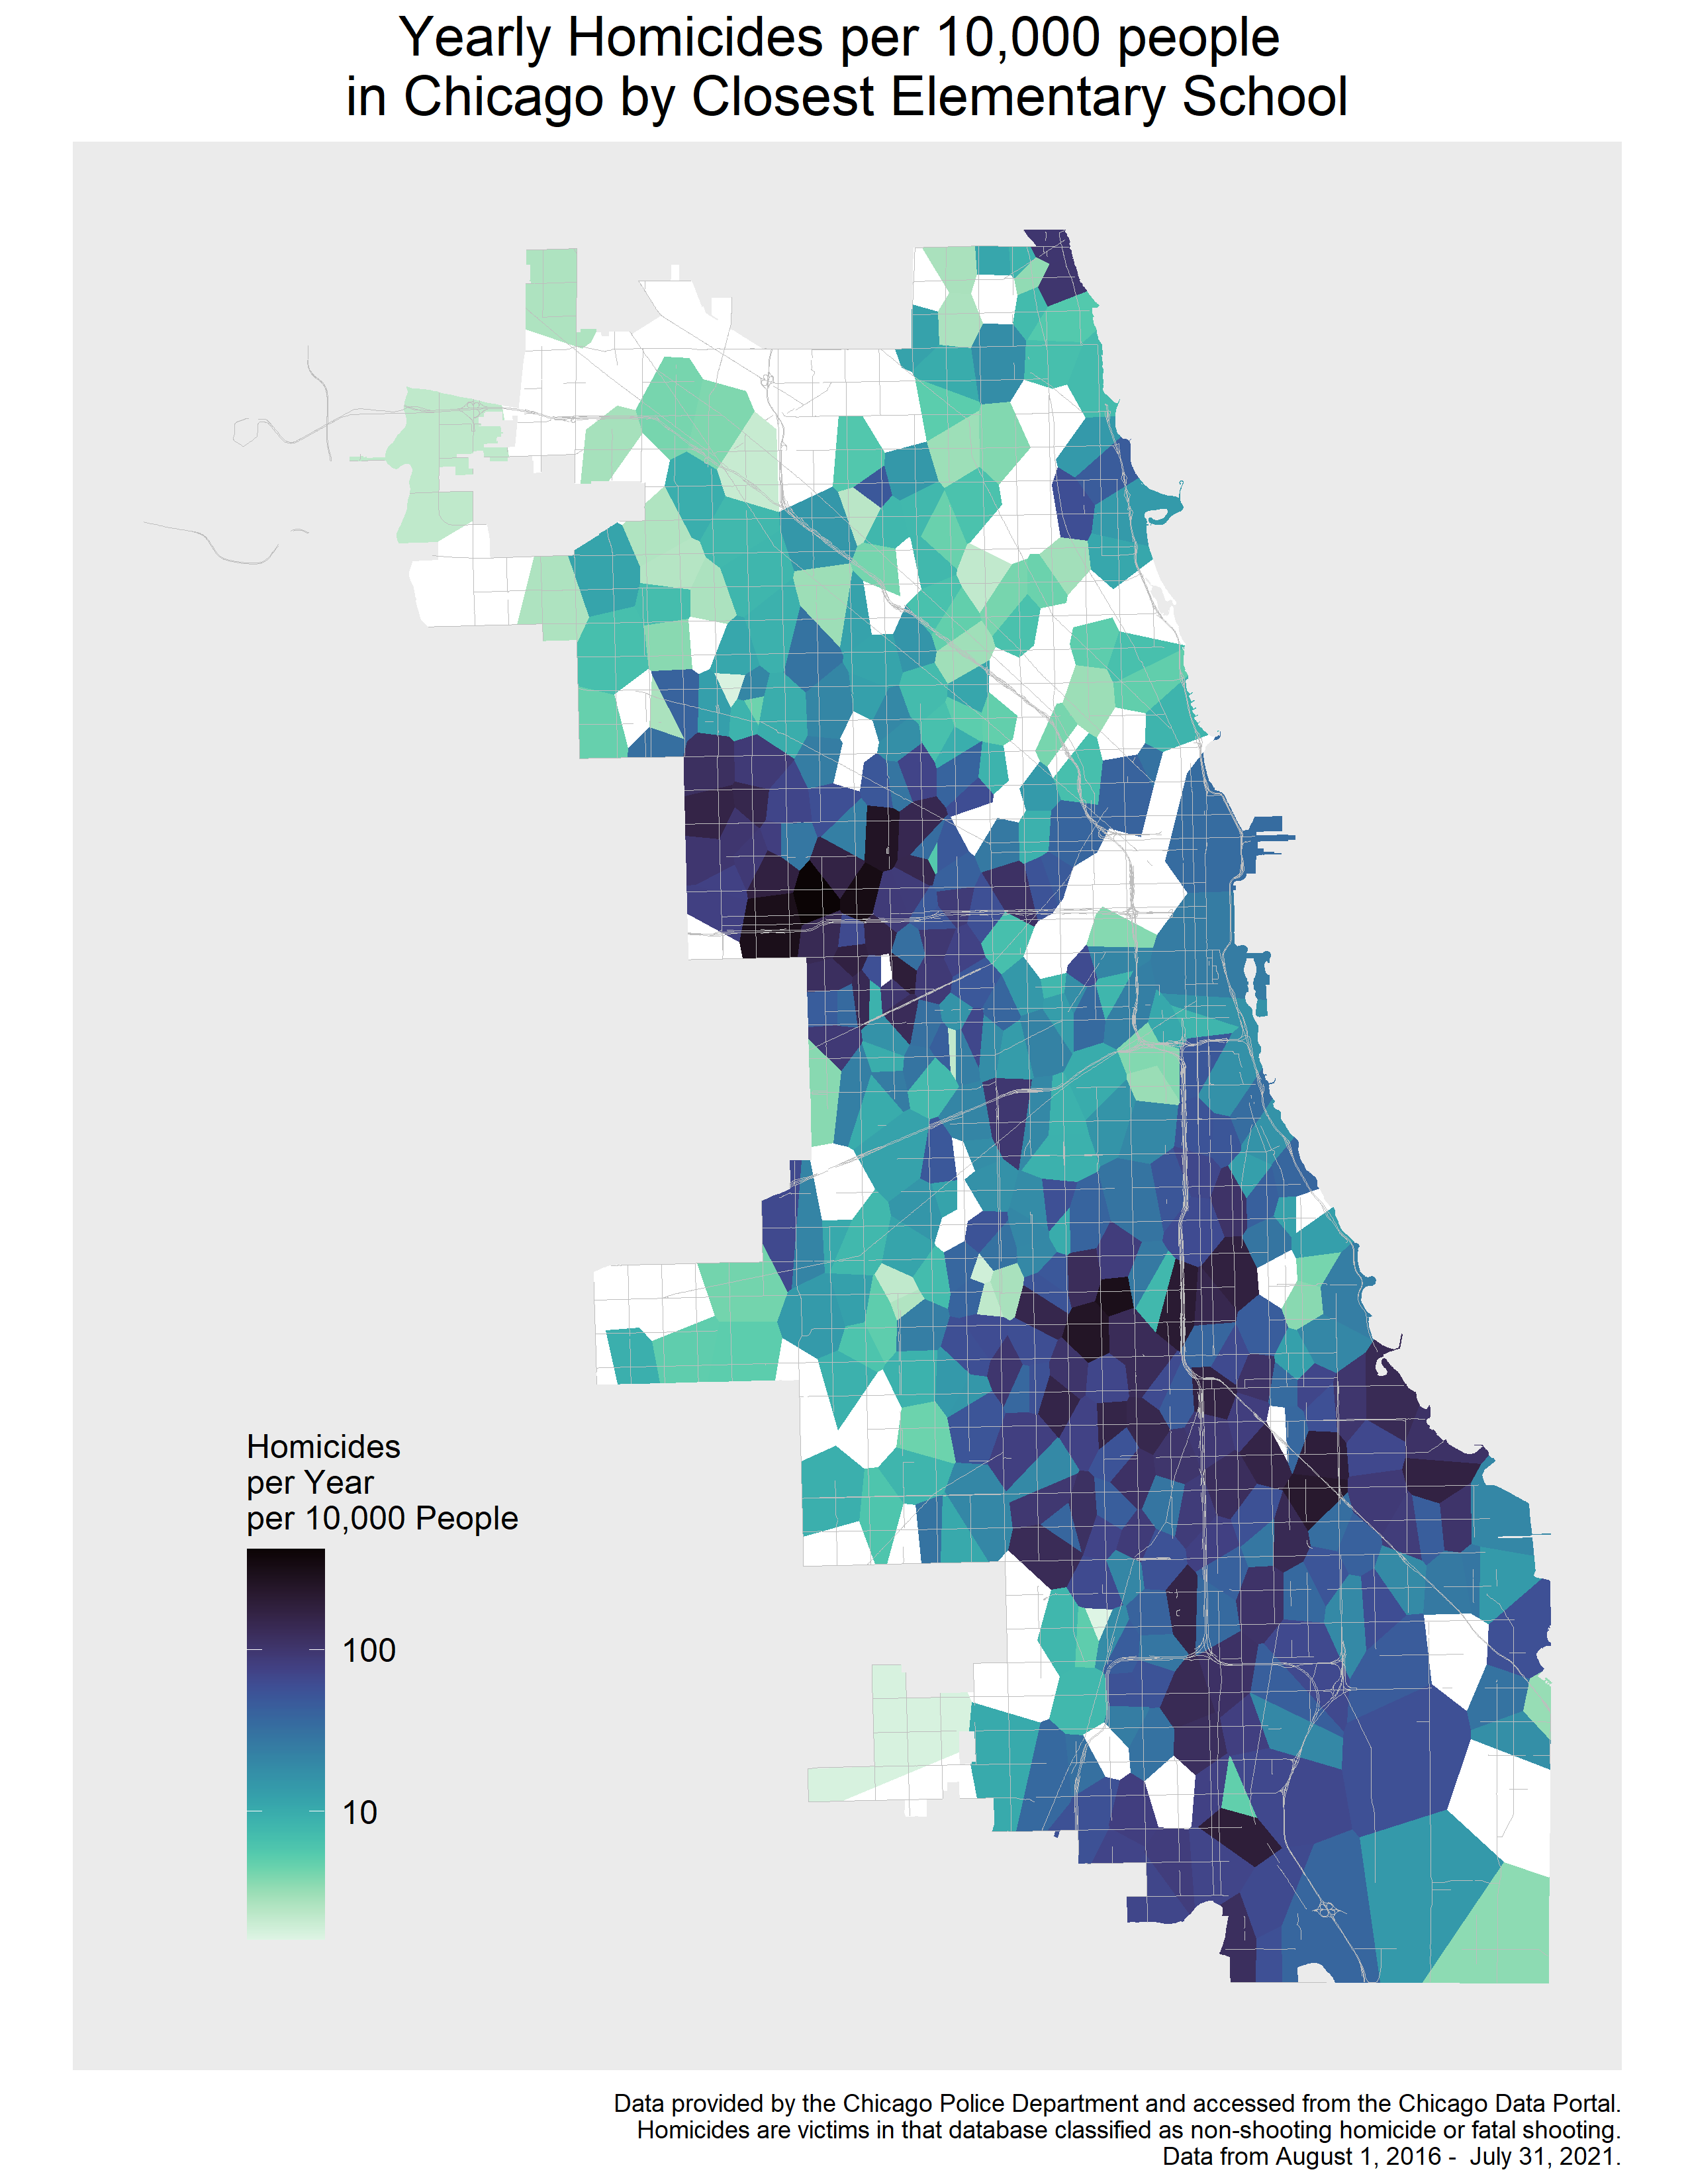 Yearly Homicides per 10,000 people
in Chicago by Closest Elementary School
Homicides
per Year
per 10,000 People
100
10
Data provided by the Chicago Police Department and accessed from the Chicago Data Portal.
Homicides are victims in that database classified as non-shooting homicide or fatal shooting.
Data from August 1, 2016 -  July 31, 2021.